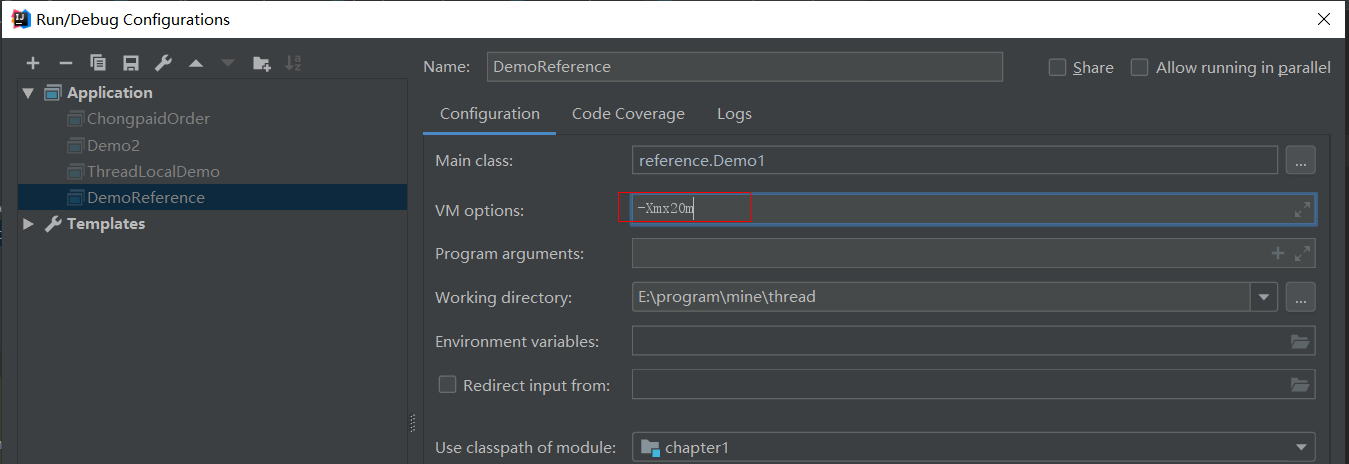 Run/Debug Configurations
Name: DemoReference Share Allow running in parallel
Application
ChongpaidOrder
Demo2
ThreadLocalDemo
DemoReference
Templates
Configuration Code Coverage Logs
Main class: reference.Demo1 ...
VM options: -Xmx20m
Program arguments:
Working directory: E:\program\mine\thread ...
Environment variables:
Redirect input from:
Use classpath of module: chapter1